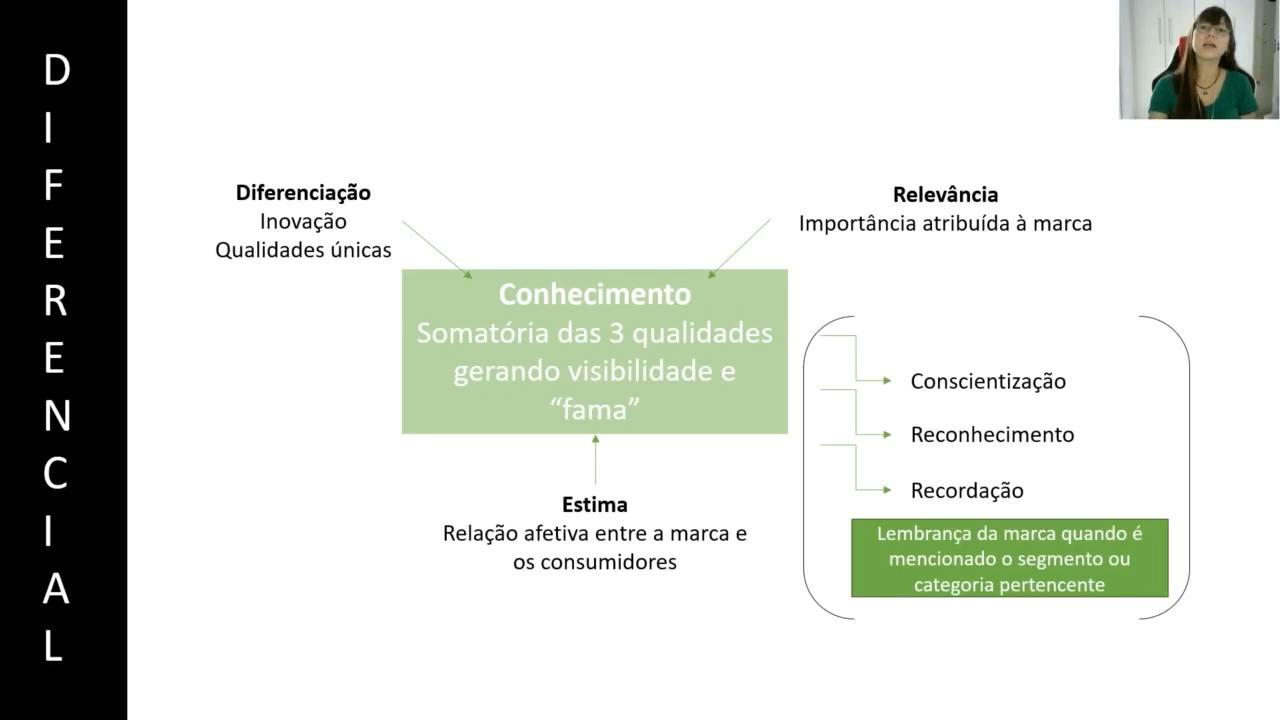 DIFERENCIAL
Diferenciação
Inovação
Qualidades únicas
Relevância
Importância atribuída à marca
Conhecimento
Somatória das 3 qualidades
gerando visibilidade e
“fama”
Estima
Relação afetiva entre a marca e
os consumidores
Conscientização
Reconhecimento
Recordação
Lembrança da marca quando é
mencionado o segmento ou
categoria pertencente